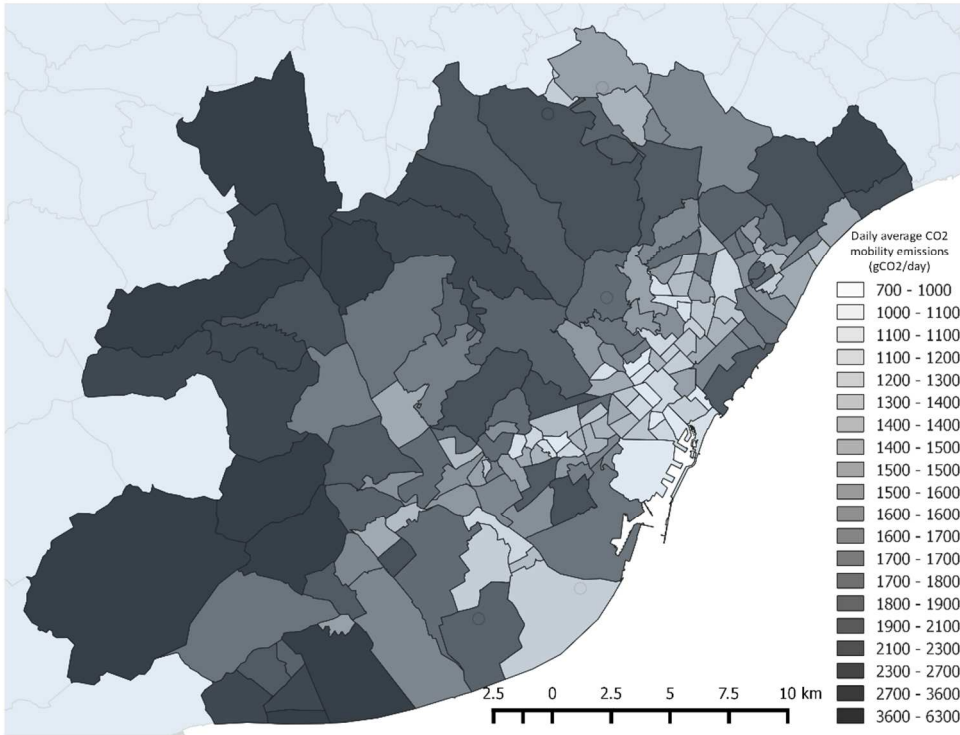 Daily average CO2
mobility emissions
(gCO2/day)
700 - 1000
1000 - 1100
1100 - 1100
1100 - 1200
1200 - 1300
1300 - 1400
1400 - 1400
1400 - 1500
1500 - 1500
1500 - 1600
1600 - 1600
1600 - 1700
1700 - 1700
1700 - 1800
1800 - 1900
1900 - 2100
2100 - 2300
2300 - 2700
2700 - 3600
3600 - 6300
2.5 0 2.5 5 7.5 10 km